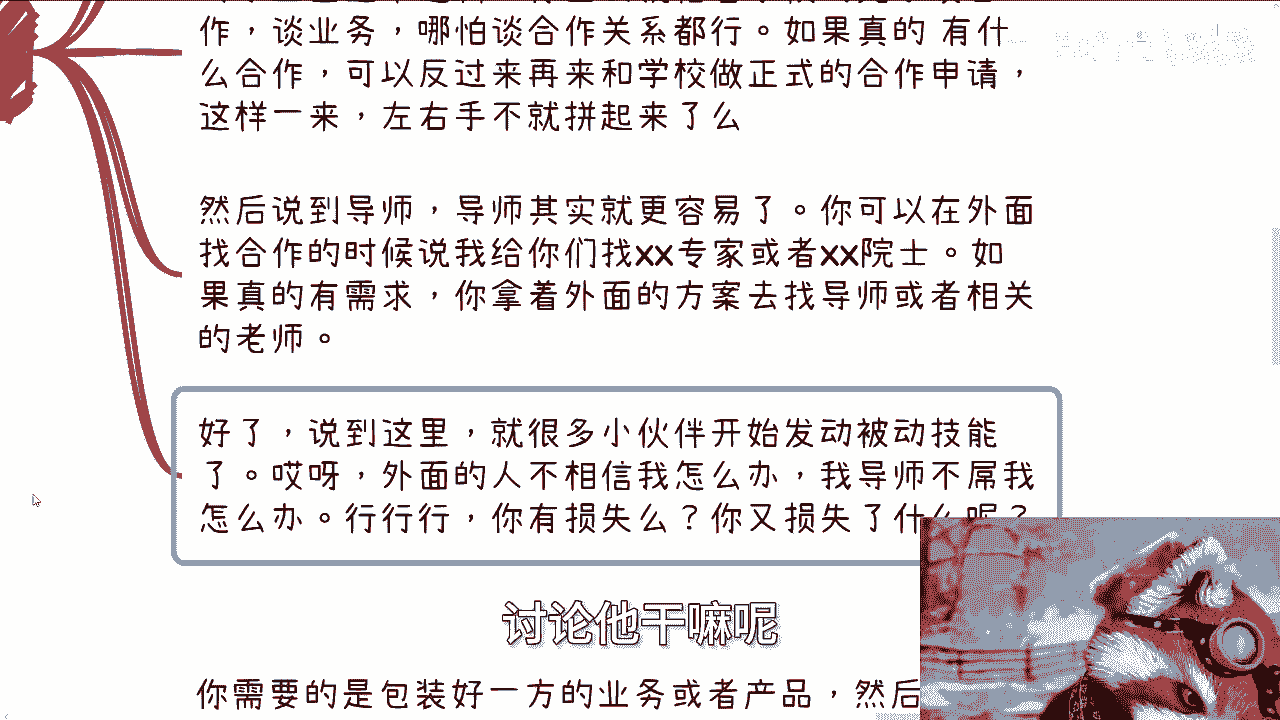 作，谈业务，哪怕谈合作关系都行。如果真的 有什
么合作，可以反过来再来和学校做正式的合作申请，
这样一来，左右手不就拼起来了么
然后说到导师，导师其实就更容易了。你可以在外面
找合作的时候说我给你们找xx专家或者xx院士。如
果真的有需求，你拿着外面的方案去找导师或者相关
的老师。
好了，说到这里，就很多小伙伴开始发动被动技能
了。哎呀，外面的人不相信我怎么办，我导师不屌我
怎么办。行行行，你有损失么？你又损失了什么呢？
讨论他干嘛呢
你需要的是包装好一方的业务或者产品，然后